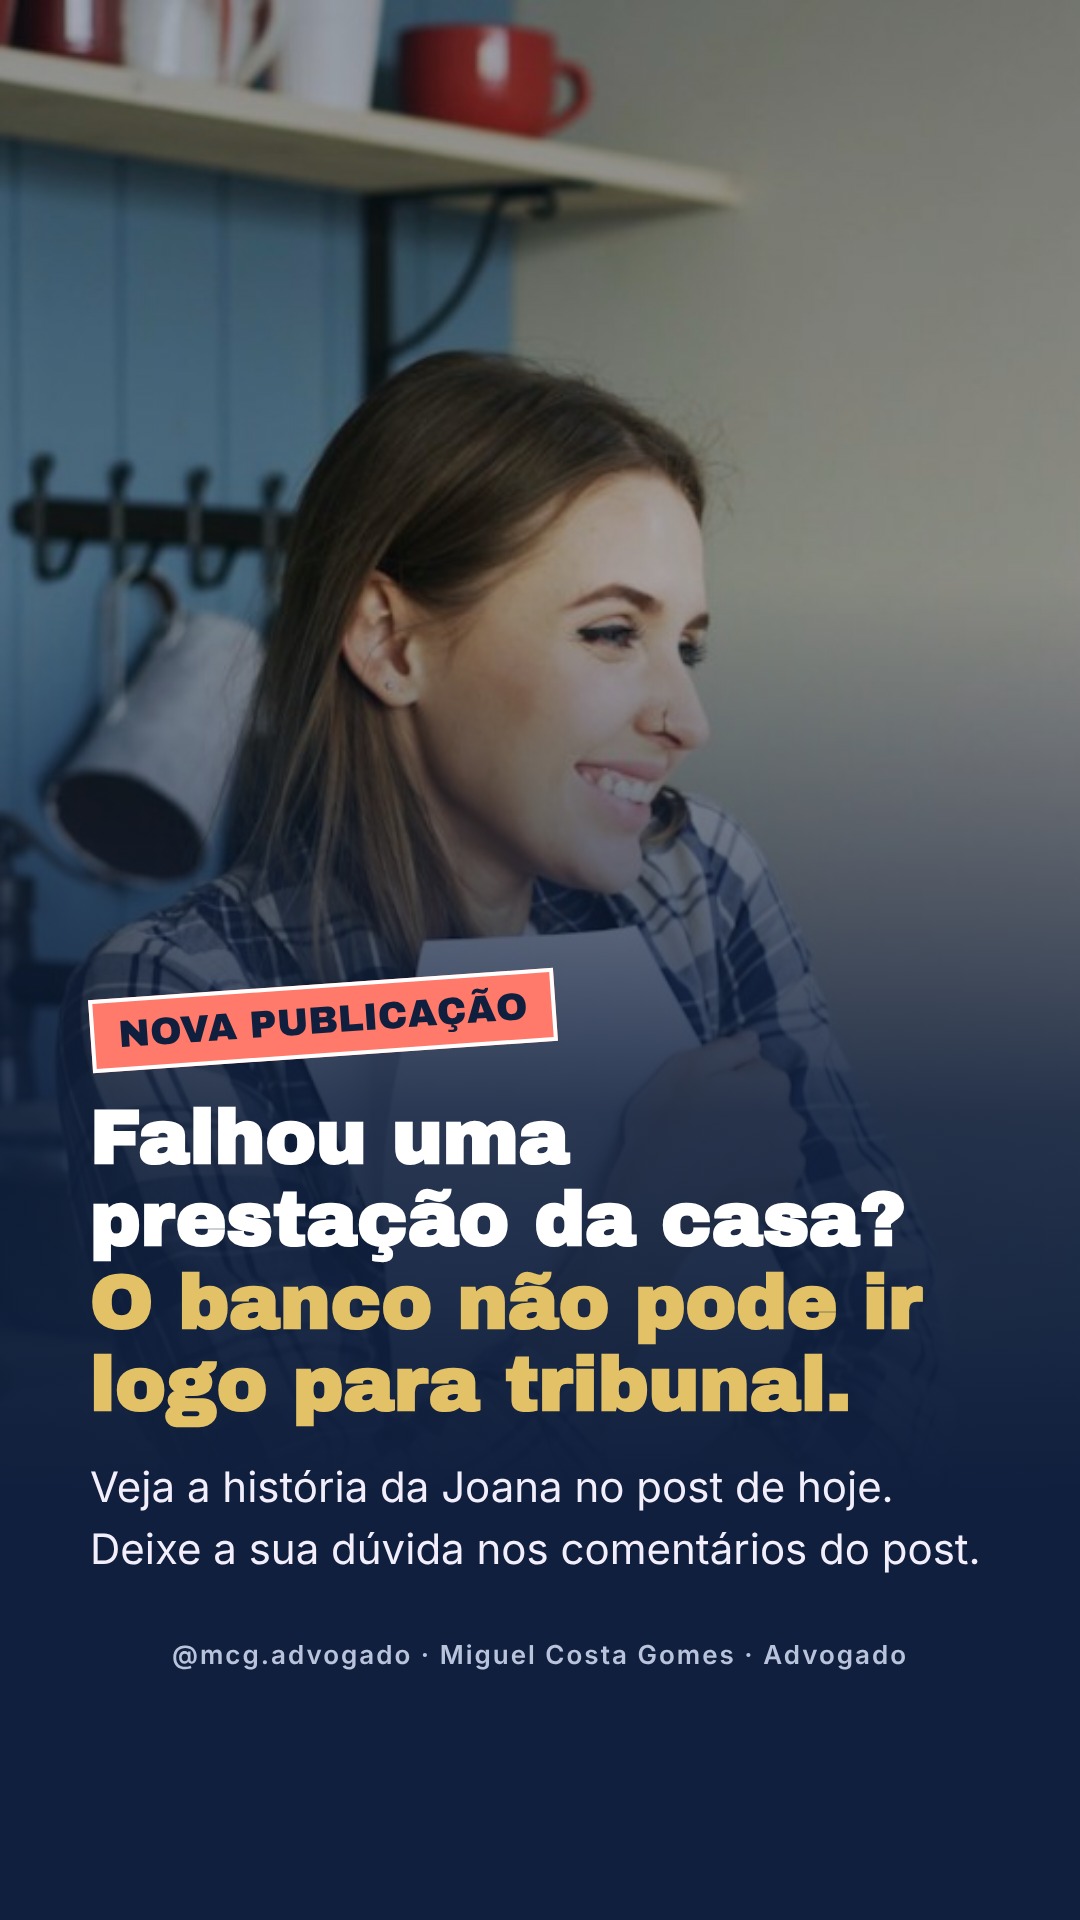 NOVA PUBLICAÇÃO
Falhou uma
prestação da casa?
O banco não pode ir
logo para tribunal.
Veja a história da Joana no post de hoje.
Deixe a sua dúvida nos comentários do post.
@mcg.advogado · Miguel Costa Gomes · Advogado